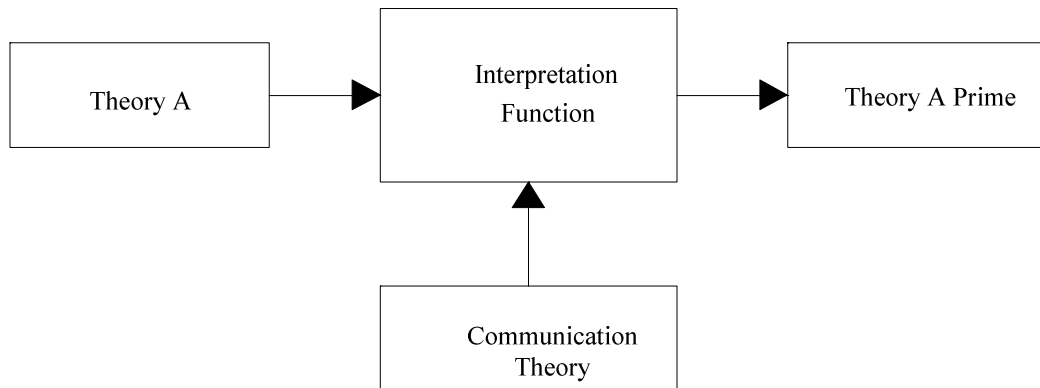 Theory A
Interpretation
Function
Theory A Prime
Communication
Theory